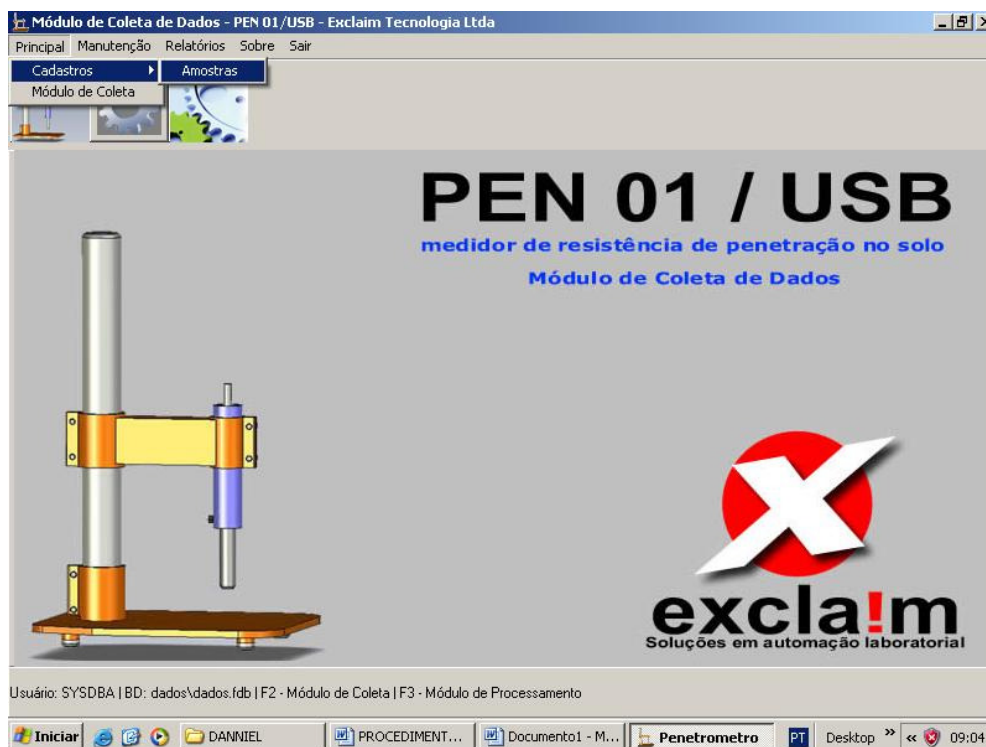 Módulo de Coleta de Dados - PEN 01/USB - Exclaim Tecnologia Ltda
Principal Manutenção Relatórios Sobre Sair
Cadastros Amostras
Módulo de Coleta
PEN 01 / USB
medidor de resistência de penetração no solo
Módulo de Coleta de Dados
excla!m
Soluções em automação laboratorial
Usuário: SYSDBA | BD: dados\dados.fdb | F2 - Módulo de Coleta | F3 - Módulo de Processamento
Iniciar DANNIEL PROCEDIMENT... Documento1 - M... Penetrometro PT Desktop » « 09:04